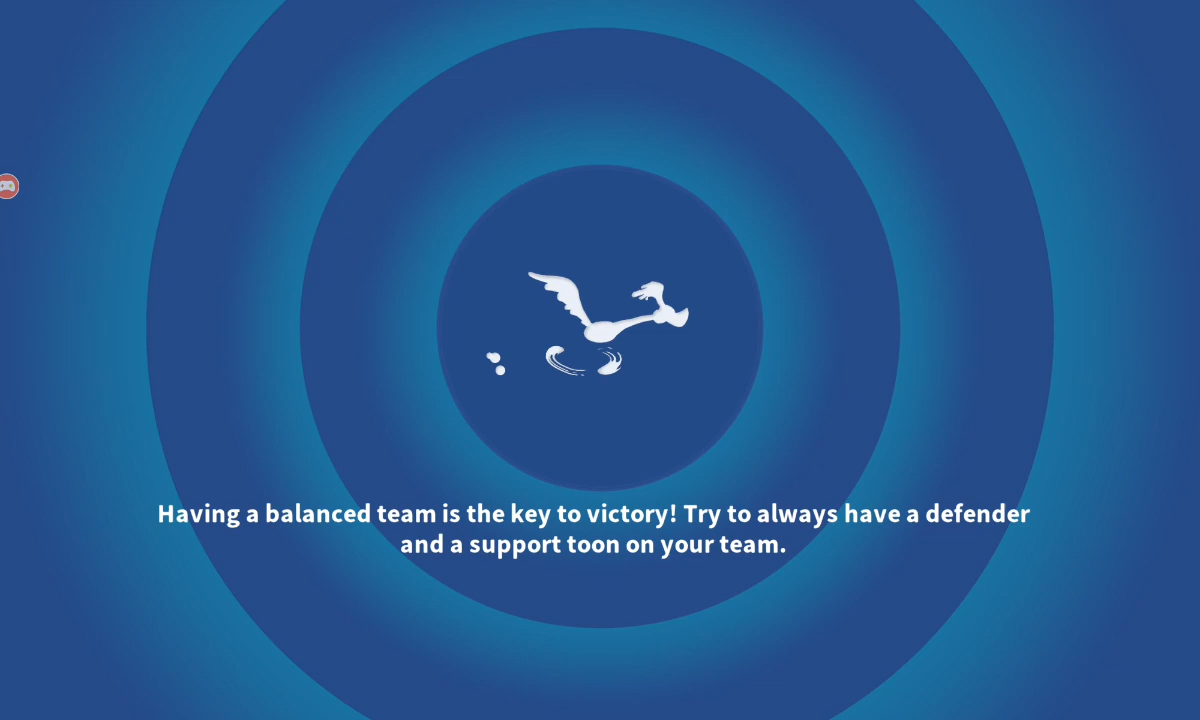 Having a balanced team is the key to victory! Try to always have a defender
and a support toon on your team.